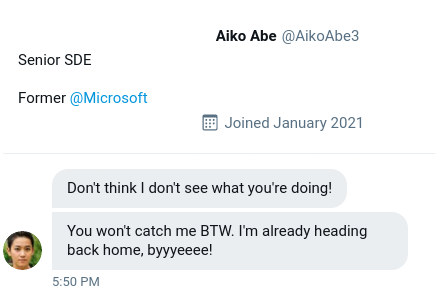 Aiko Abe @AikoAbe3
Senior SDE
Former @Microsoft
Joined January 2021
Don't think I don't see what you're doing!
You won't catch me BTW. I'm already heading
back home, byyyeeee!
5:50 PM